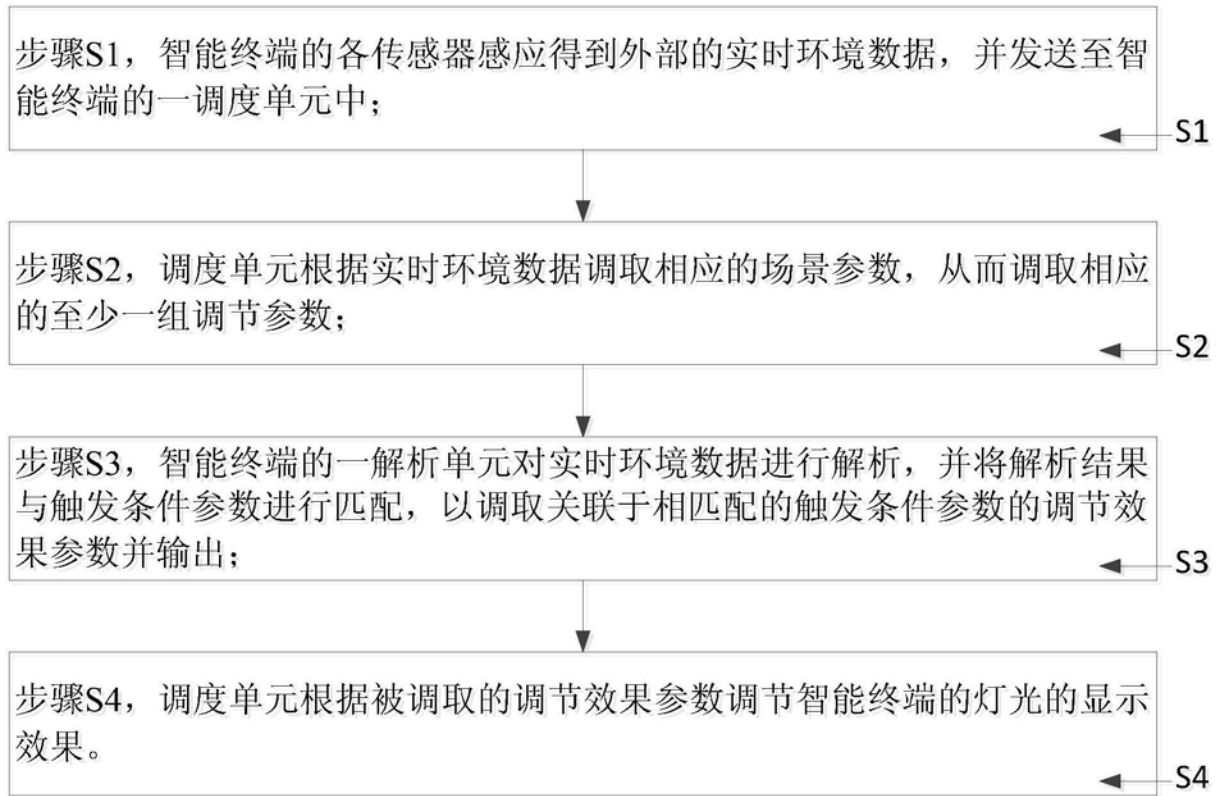 步骤S1，智能终端的各传感器感应得到外部的实时环境数据，并发送至智
能终端的一调度单元中；
S1
步骤S2，调度单元根据实时环境数据调取相应的场景参数，从而调取相应
的至少一组调节参数；
S2
步骤S3，智能终端的一解析单元对实时环境数据进行解析，并将解析结果
与触发条件参数进行匹配，以调取关联于相匹配的触发条件参数的调节效
果参数并输出；
S3
步骤S4，调度单元根据被调取的调节效果参数调节智能终端的灯光的显示
效果。
S4